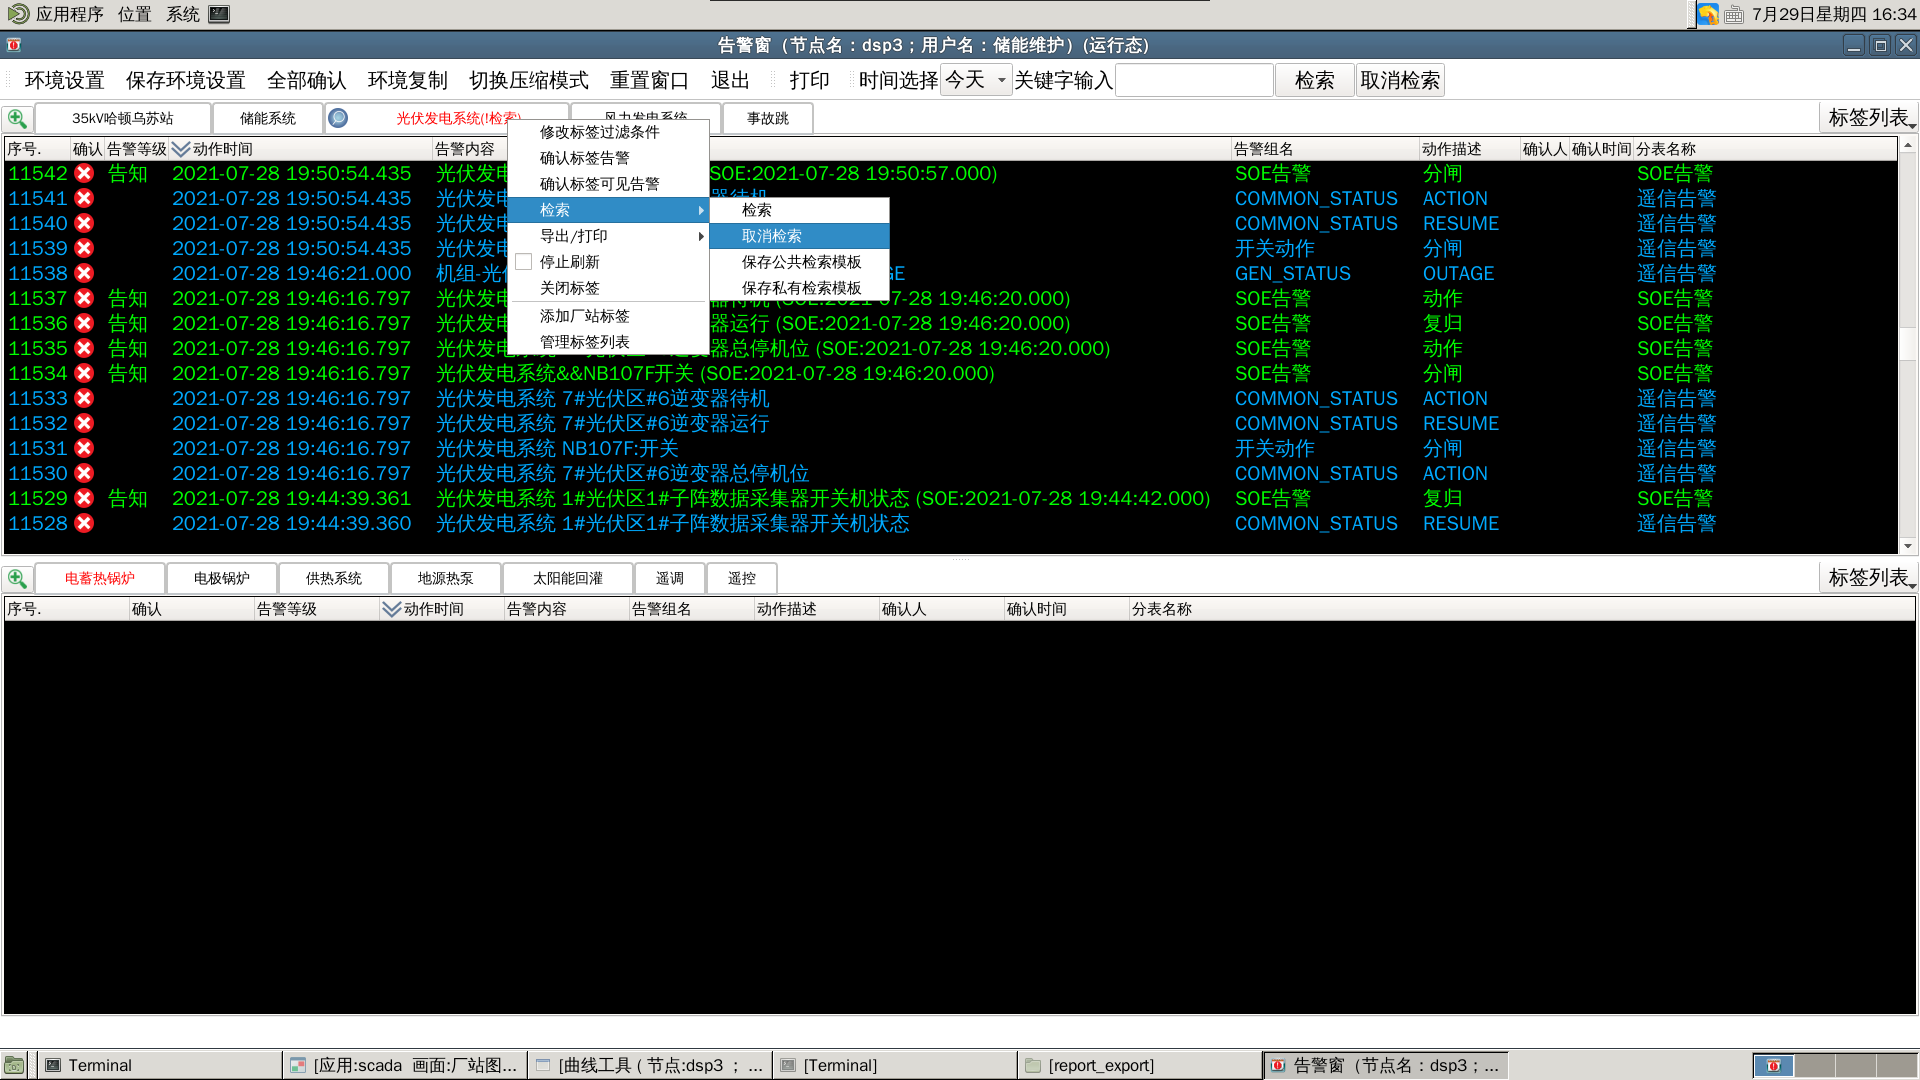 应用程序 位置 系统 7月29日星期四 16:34
告警窗（节点名：dsp3；用户名：储能维护）(运行态)
环境设置 保存环境设置 全部确认 环境复制 切换压缩模式 重置窗口 退出 打印 时间选择 今天 关键字输入 检索 取消检索
35kV哈顿乌苏站 储能系统 光伏发电系统(!检索) 风力发电系统 事故跳 标签列表
序号. 确认 告警等级 动作时间 告警内容 告警组名 动作描述 确认人 确认时间 分表名称
11542 告知 2021-07-28 19:50:54.435 光伏发电 SOE:2021-07-28 19:50:57.000) SOE告警 分闸 SOE告警
11541 2021-07-28 19:50:54.435 光伏发电 器待机 COMMON_STATUS ACTION 遥信告警
11540 2021-07-28 19:50:54.435 光伏发电 COMMON_STATUS RESUME 遥信告警
11539 2021-07-28 19:50:54.435 光伏发电 开关动作 分闸 遥信告警
11538 2021-07-28 19:46:21.000 机组-光伏 GE GEN_STATUS OUTAGE 遥信告警
11537 告知 2021-07-28 19:46:16.797 光伏发电 器待机 (SOE:2021-07-28 19:46:20.000) SOE告警 动作 SOE告警
11536 告知 2021-07-28 19:46:16.797 光伏发电 器运行 (SOE:2021-07-28 19:46:20.000) SOE告警 复归 SOE告警
11535 告知 2021-07-28 19:46:16.797 光伏发电系统 逆变器总停机位 (SOE:2021-07-28 19:46:20.000) SOE告警 动作 SOE告警
11534 告知 2021-07-28 19:46:16.797 光伏发电系统&&NB107F开关 (SOE:2021-07-28 19:46:20.000) SOE告警 分闸 SOE告警
11533 2021-07-28 19:46:16.797 光伏发电系统 7#光伏区#6逆变器待机 COMMON_STATUS ACTION 遥信告警
11532 2021-07-28 19:46:16.797 光伏发电系统 7#光伏区#6逆变器运行 COMMON_STATUS RESUME 遥信告警
11531 2021-07-28 19:46:16.797 光伏发电系统 NB107F:开关 开关动作 分闸 遥信告警
11530 2021-07-28 19:46:16.797 光伏发电系统 7#光伏区#6逆变器总停机位 COMMON_STATUS ACTION 遥信告警
11529 告知 2021-07-28 19:44:39.361 光伏发电系统 1#光伏区1#子阵数据采集器开关机状态 (SOE:2021-07-28 19:44:42.000) SOE告警 复归 SOE告警
11528 2021-07-28 19:44:39.360 光伏发电系统 1#光伏区1#子阵数据采集器开关机状态 COMMON_STATUS RESUME 遥信告警
修改标签过滤条件
确认标签告警
确认标签可见告警
检索
导出/打印
停止刷新
关闭标签
添加厂站标签
管理标签列表
检索
取消检索
保存公共检索模板
保存私有检索模板
电蓄热锅炉 电极锅炉 供热系统 地源热泵 太阳能回灌 遥调 遥控 标签列表
序号. 确认 告警等级 动作时间 告警内容 告警组名 动作描述 确认人 确认时间 分表名称
Terminal [应用:scada 画面:厂站图... [曲线工具 ( 节点:dsp3 ； ... [Terminal] [report_export] 告警窗（节点名：dsp3；...